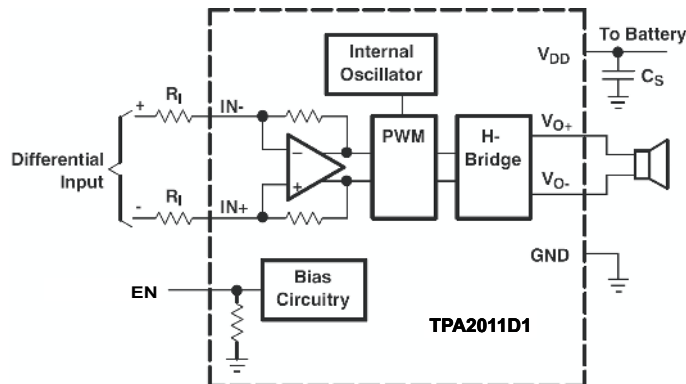 To Battery
Internal
Oscillator
VDD
CS
RI
IN-
+
Differential
Input
−
+
PWM
H-
Bridge
VO+
VO-
-
RI
IN+
GND
EN
Bias
Circuitry
TPA2011D1